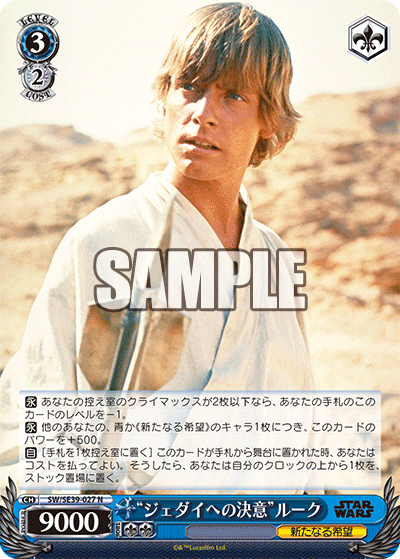 LEVEL
3
2
COST
SAMPLE
永 あなたの控え室のクライマックスが2枚以下なら、あなたの手札のこの
カードのレベルを－1。
永 他のあなたの、青か《新たなる希望》のキャラ1枚につき、このカードの
パワーを＋500。
自 [手札を1枚控え室に置く] このカードが手札から舞台に置かれた時、あなたは
コストを払ってよい。そうしたら、あなたは自分のクロックの上から1枚を、
ストック置場に置く。
CH SW/SE39-027 N
“ジェダイへの決意”ルーク
STAR
WARS
9000
新たなる希望
©&™Lucasfilm Ltd.